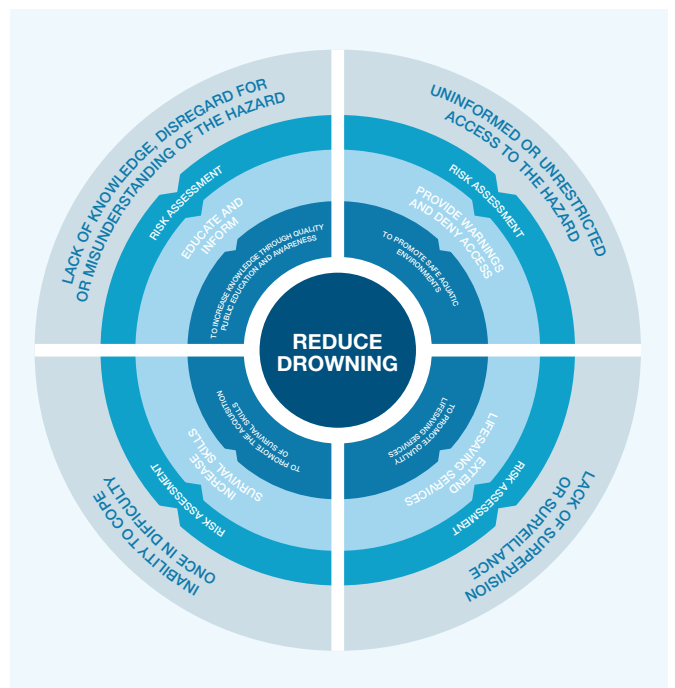 LACK OF KNOWLEDGE, DISREGARD FOR
OR MISUNDERSTANDING OF THE HAZARD
RISK ASSESSMENT
EDUCATE AND
INFORM
TO INCREASE KNOWLEDGE THROUGH QUALITY
PUBLIC EDUCATION AND AWARENESS
UNINFORMED OR UNRESTRICTED
ACCESS TO THE HAZARD
RISK ASSESSMENT
PROVIDE WARNINGS
AND DENY ACCESS
TO PROMOTE SAFE AQUATIC
ENVIRONMENTS
REDUCE
DROWNING
TO PROMOTE THE ACQUISITION
OF SURVIVAL SKILLS
INCREASE
SURVIVAL SKILLS
RISK ASSESSMENT
INABILITY TO COPE
ONCE IN DIFFICULTY
TO PROMOTE QUALITY
LIFESAVING SERVICES
EXTEND
LIFESAVING SERVICES
RISK ASSESSMENT
LACK OF SURPERVISION
OR SURVEILLANCE